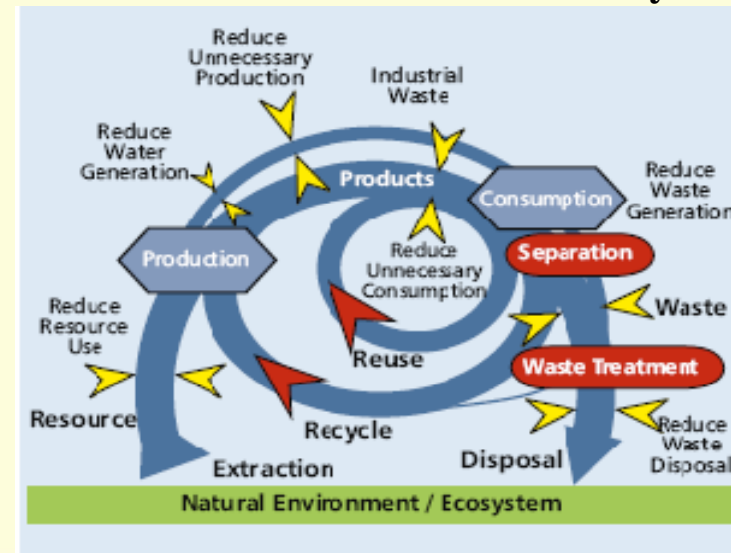 Reduce
Unnecessary
Production
Industrial
Waste
Reduce
Water
Generation
Products
Consumption
Reduce
Waste
Generation
Production
Reduce
Unnecessary
Consumption
Separation
Reduce
Resource
Use
Waste
Reuse
Waste Treatment
Resource
Recycle
Reduce
Waste
Disposal
Extraction
Disposal
Natural Environment / Ecosystem